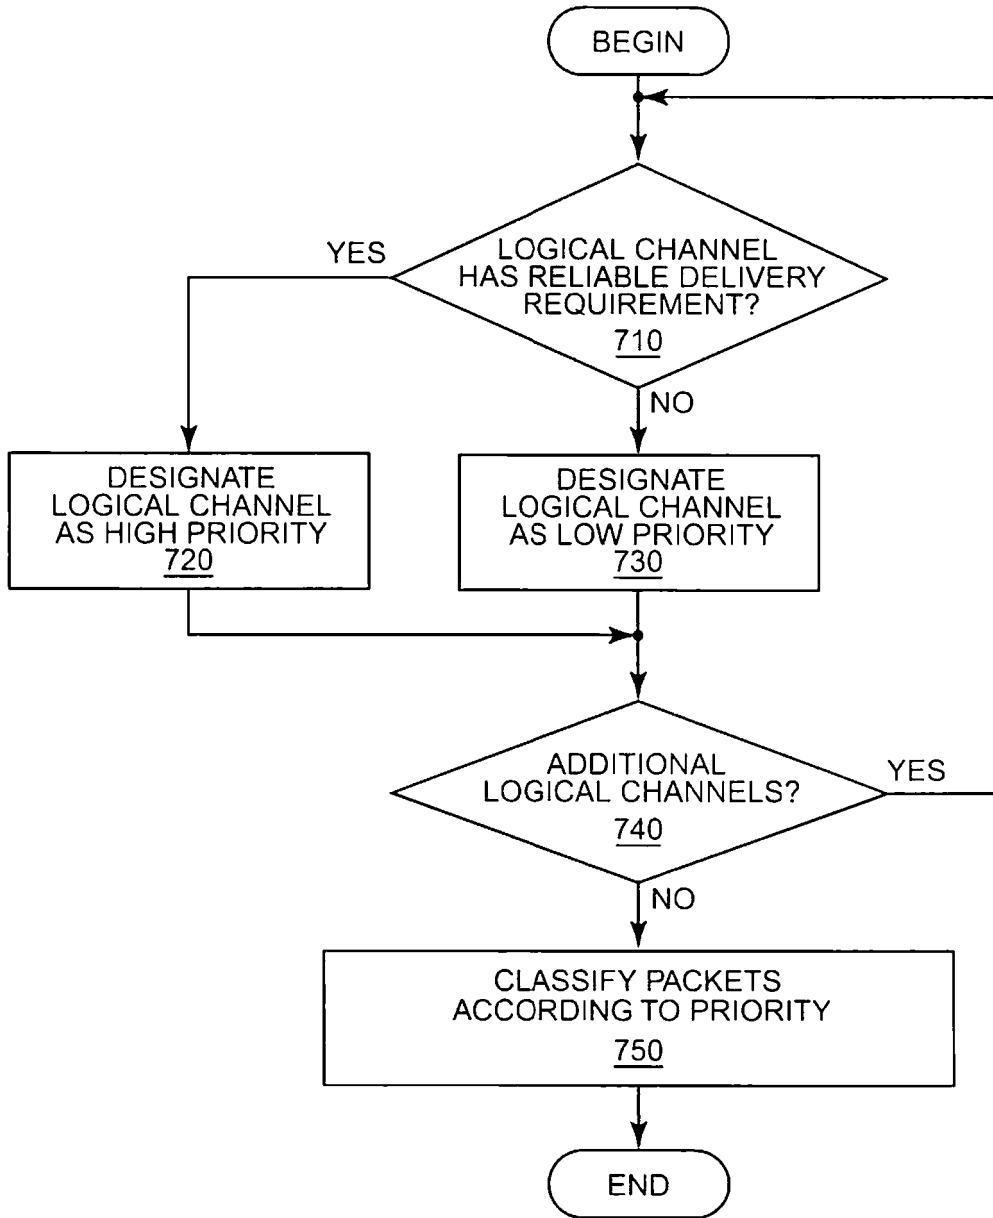 BEGIN
YES
LOGICAL CHANNEL
HAS RELIABLE DELIVERY
REQUIREMENT?
710
NO
DESIGNATE
LOGICAL CHANNEL
AS HIGH PRIORITY
720
DESIGNATE
LOGICAL CHANNEL
AS LOW PRIORITY
730
ADDITIONAL
LOGICAL CHANNELS?
740
YES
NO
CLASSIFY PACKETS
ACCORDING TO PRIORITY
750
END